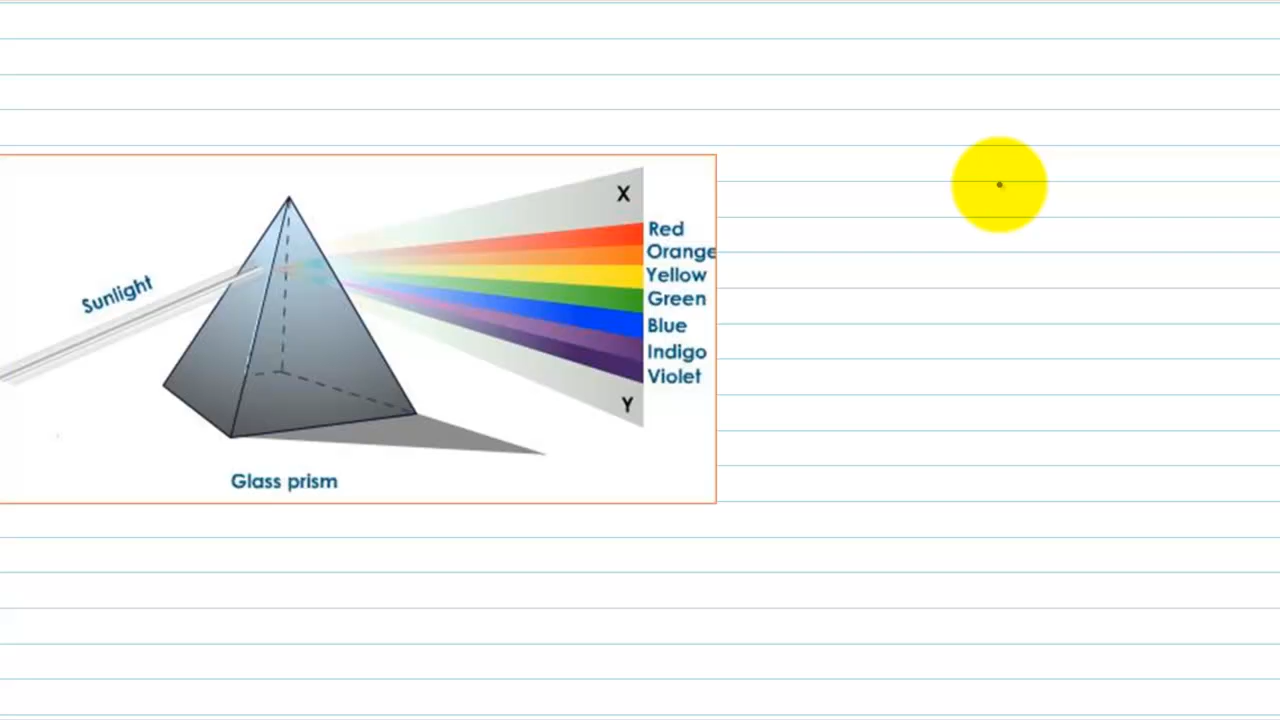 X
Red
Orange
Yellow
Green
Blue
Indigo
Violet
Y
Sunlight
Glass prism